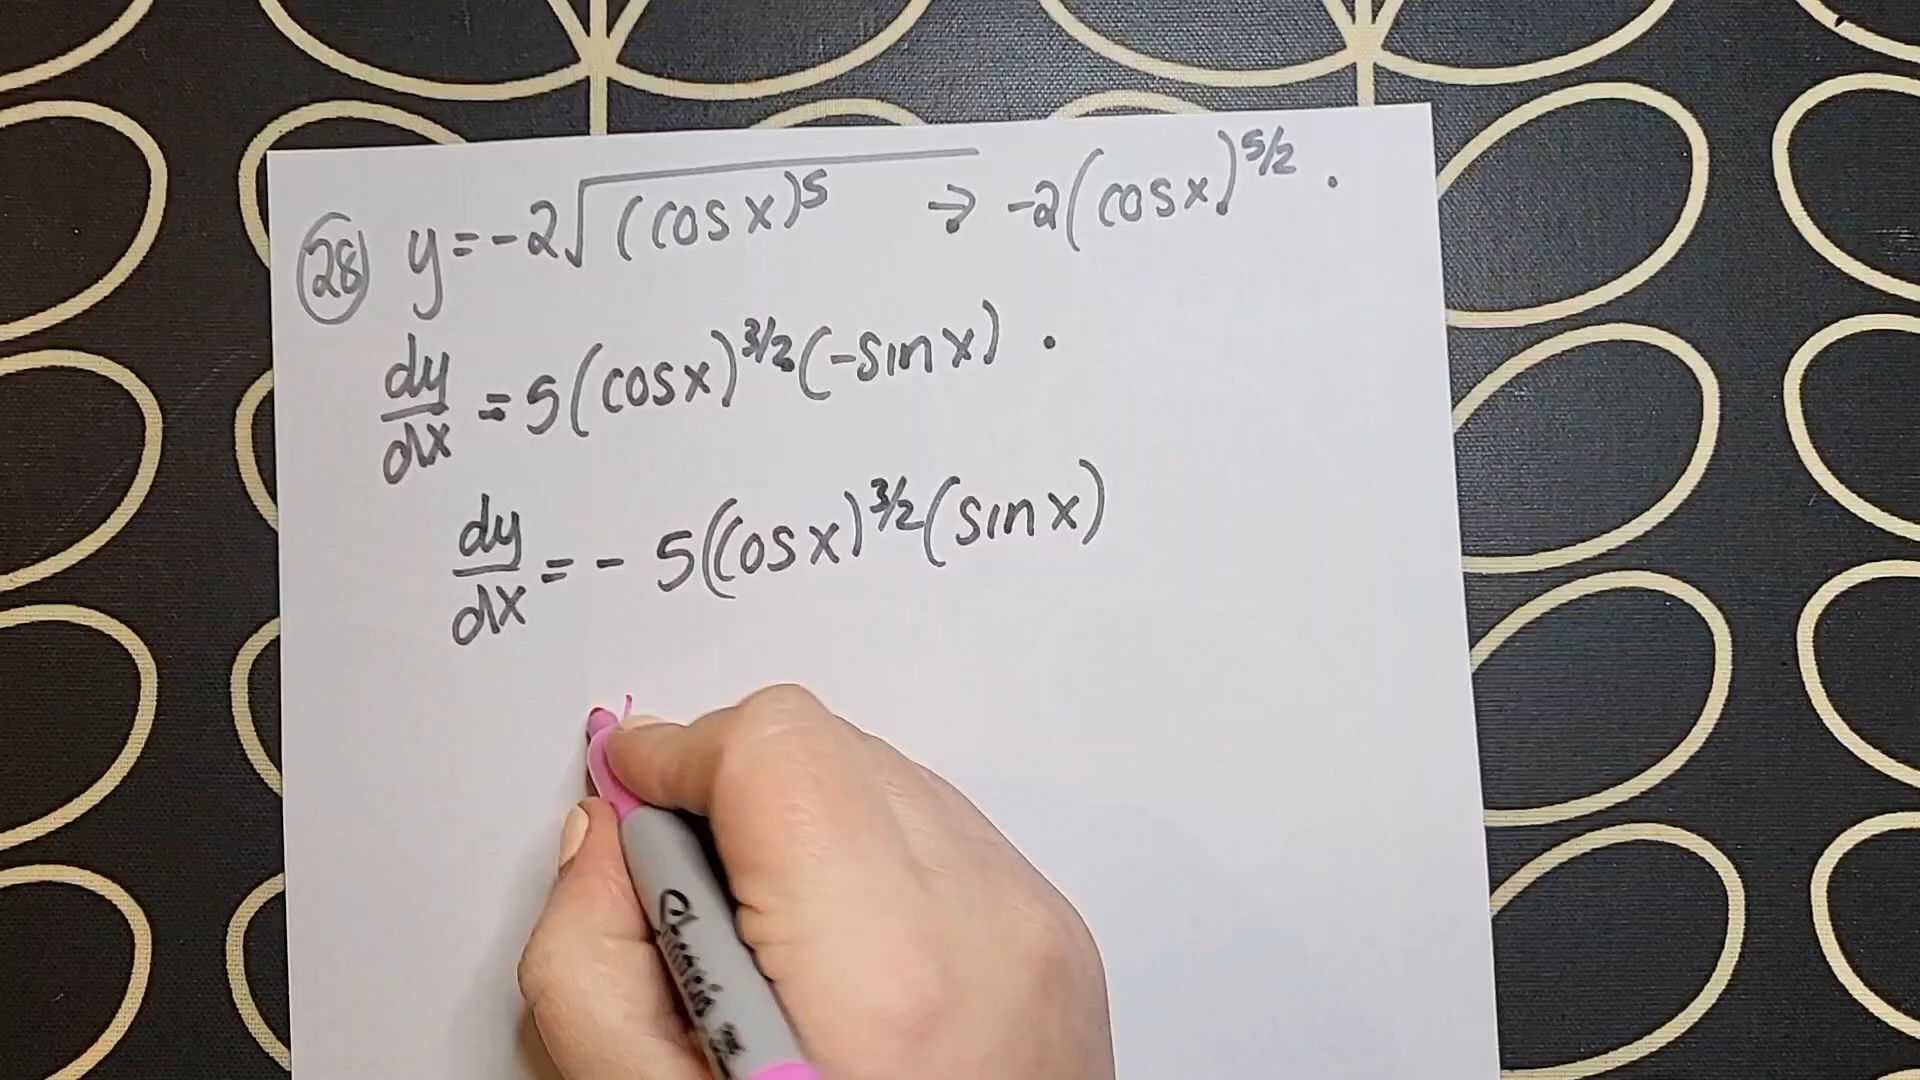 28 y = -2√(cos x)^5 → -2(cos x)^5/2 .
dy/dx = 5(cos x)^3/2 (-sin x) .
dy/dx = - 5(cos x)^3/2 (sin x)